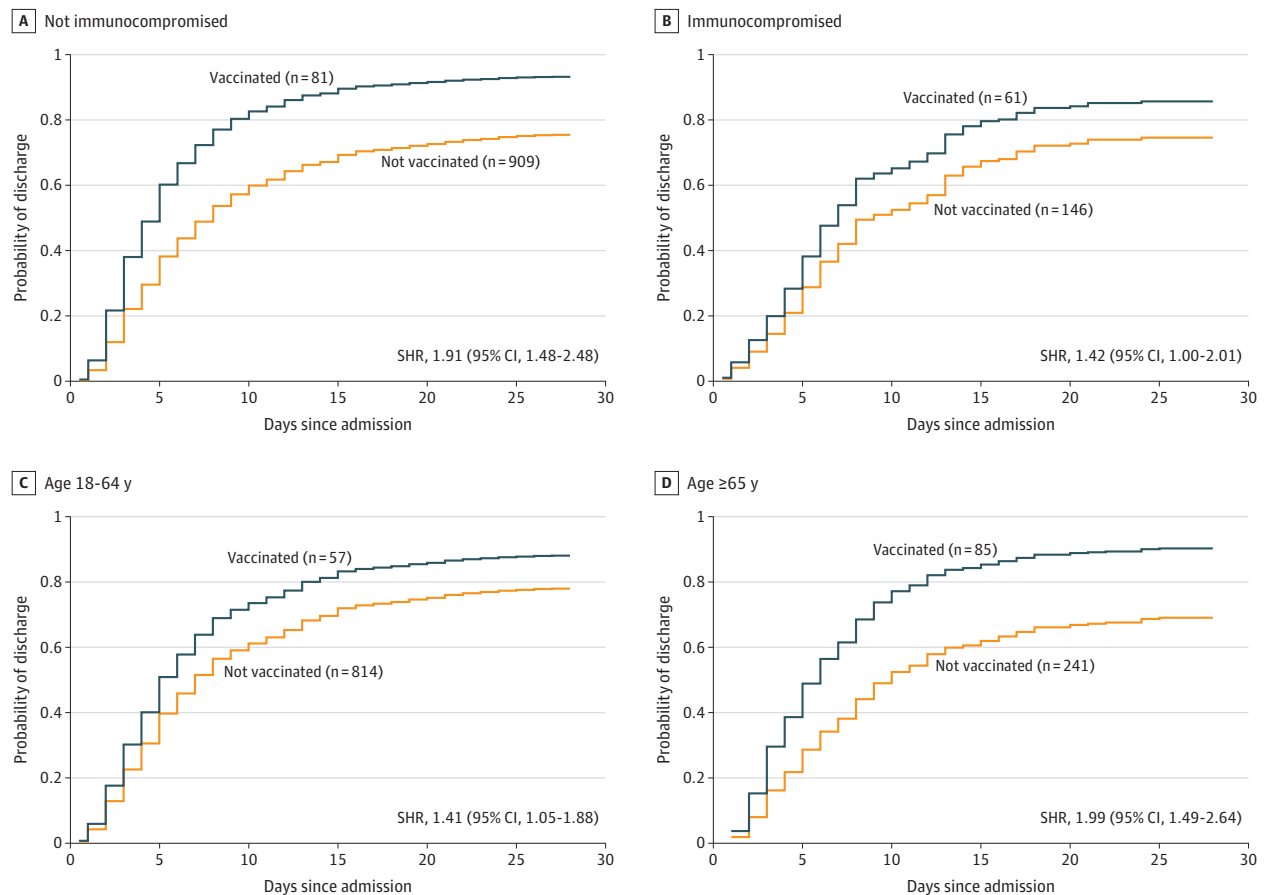 A Not immunocompromised
1
0.8
0.6
0.4
0.2
0
Probability of discharge
Vaccinated (n = 81)
Not vaccinated (n = 909)
SHR, 1.91 (95% CI, 1.48-2.48)
0 5 10 15 20 25 30
Days since admission
B Immunocompromised
1
0.8
0.6
0.4
0.2
0
Probability of discharge
Vaccinated (n = 61)
Not vaccinated (n = 146)
SHR, 1.42 (95% CI, 1.00-2.01)
0 5 10 15 20 25 30
Days since admission
C Age 18-64 y
1
0.8
0.6
0.4
0.2
0
Probability of discharge
Vaccinated (n = 57)
Not vaccinated (n = 814)
SHR, 1.41 (95% CI, 1.05-1.88)
0 5 10 15 20 25 30
Days since admission
D Age ≥65 y
1
0.8
0.6
0.4
0.2
0
Probability of discharge
Vaccinated (n = 85)
Not vaccinated (n = 241)
SHR, 1.99 (95% CI, 1.49-2.64)
0 5 10 15 20 25 30
Days since admission